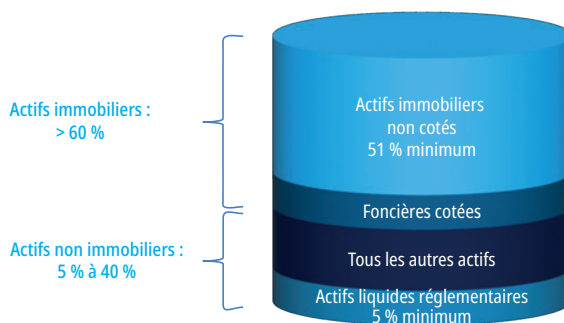 Actifs immobiliers :
> 60 %
Actifs non immobiliers :
5 % à 40 %
Actifs immobiliers
non cotés
51 % minimum
Foncières cotées
Tous les autres actifs
Actifs liquides réglementaires
5 % minimum